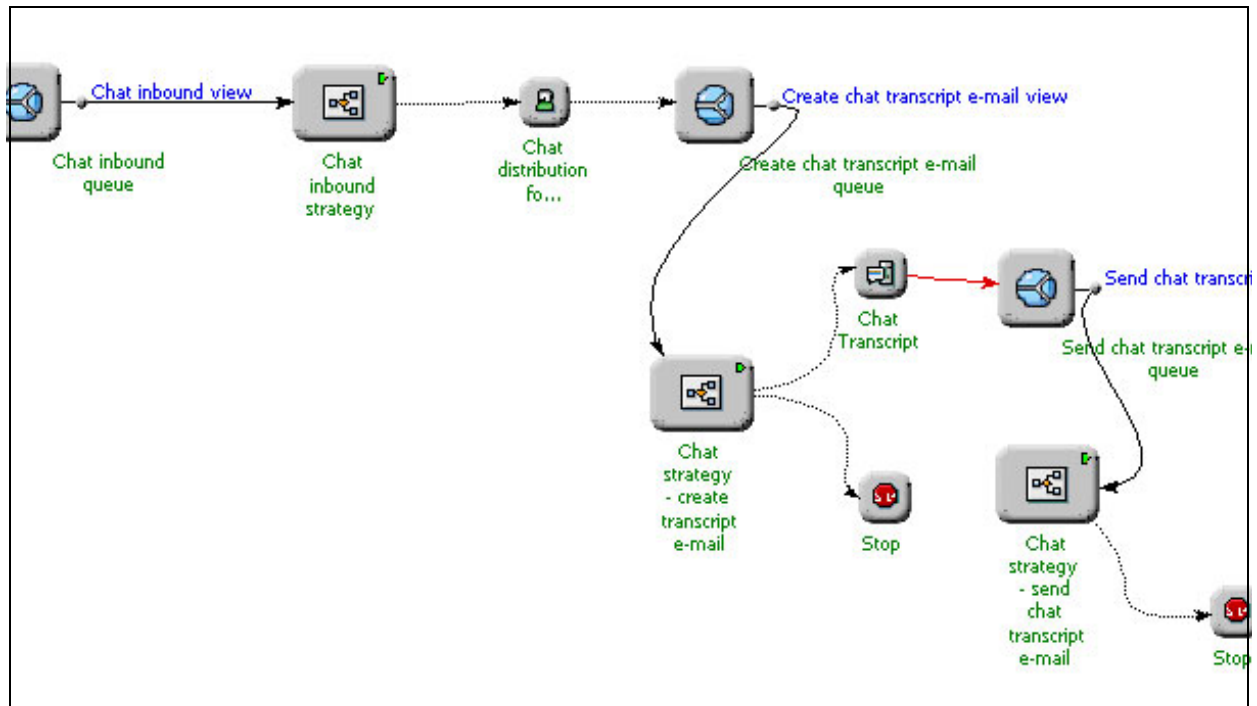 Chat inbound view
Chat inbound
queue
Chat
inbound
strategy
Chat
distribution
fo...
Create chat transcript e-mail view
Create chat transcript e-mail
queue
Chat
Transcript
Send chat
Send chat transcript
queue
Chat
strategy
- create
transcript
e-mail
Stop
Chat
strategy
- send
chat
transcript
e-mail
Stop